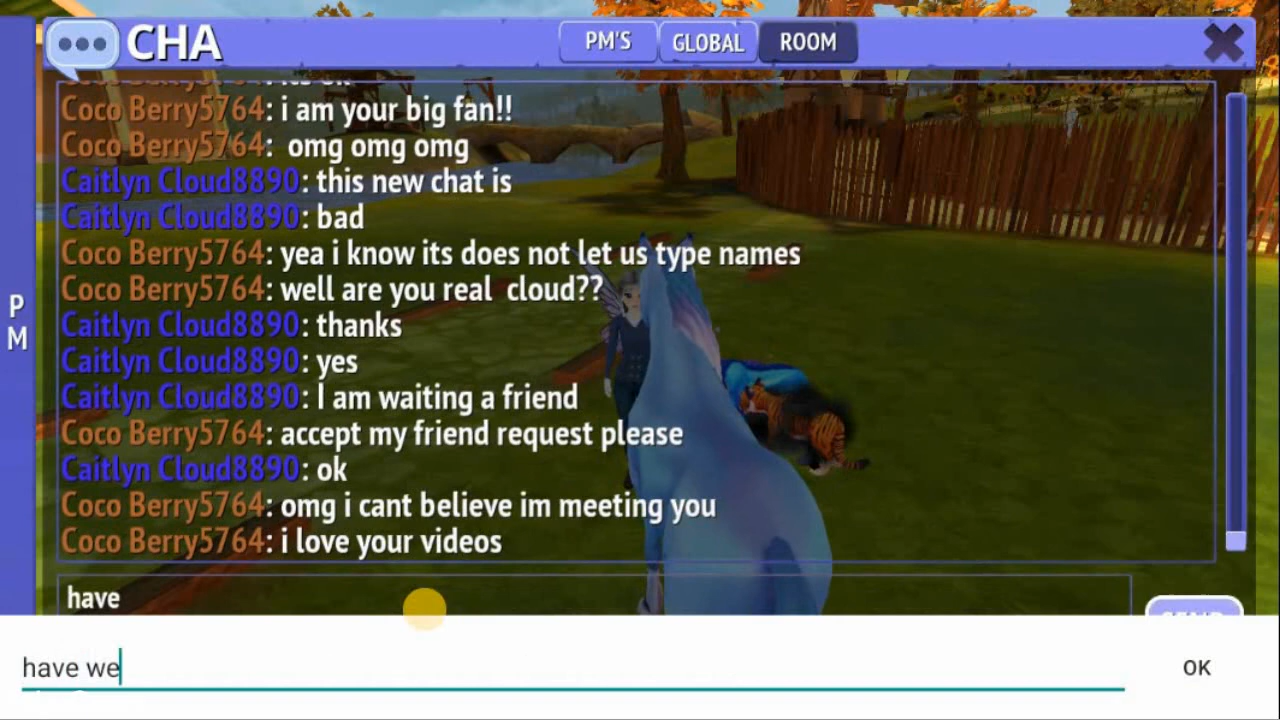 CHA
PM'S GLOBAL ROOM
Coco Berry5764: i am your big fan!!
Coco Berry5764: omg omg omg
Caitlyn Cloud8890: this new chat is
Caitlyn Cloud8890: bad
Coco Berry5764: yea i know its does not let us type names
Coco Berry5764: well are you real cloud??
Caitlyn Cloud8890: thanks
Caitlyn Cloud8890: yes
Caitlyn Cloud8890: I am waiting a friend
Coco Berry5764: accept my friend request please
Caitlyn Cloud8890: ok
Coco Berry5764: omg i cant believe im meeting you
Coco Berry5764: i love your videos
PM
have
have we
OK